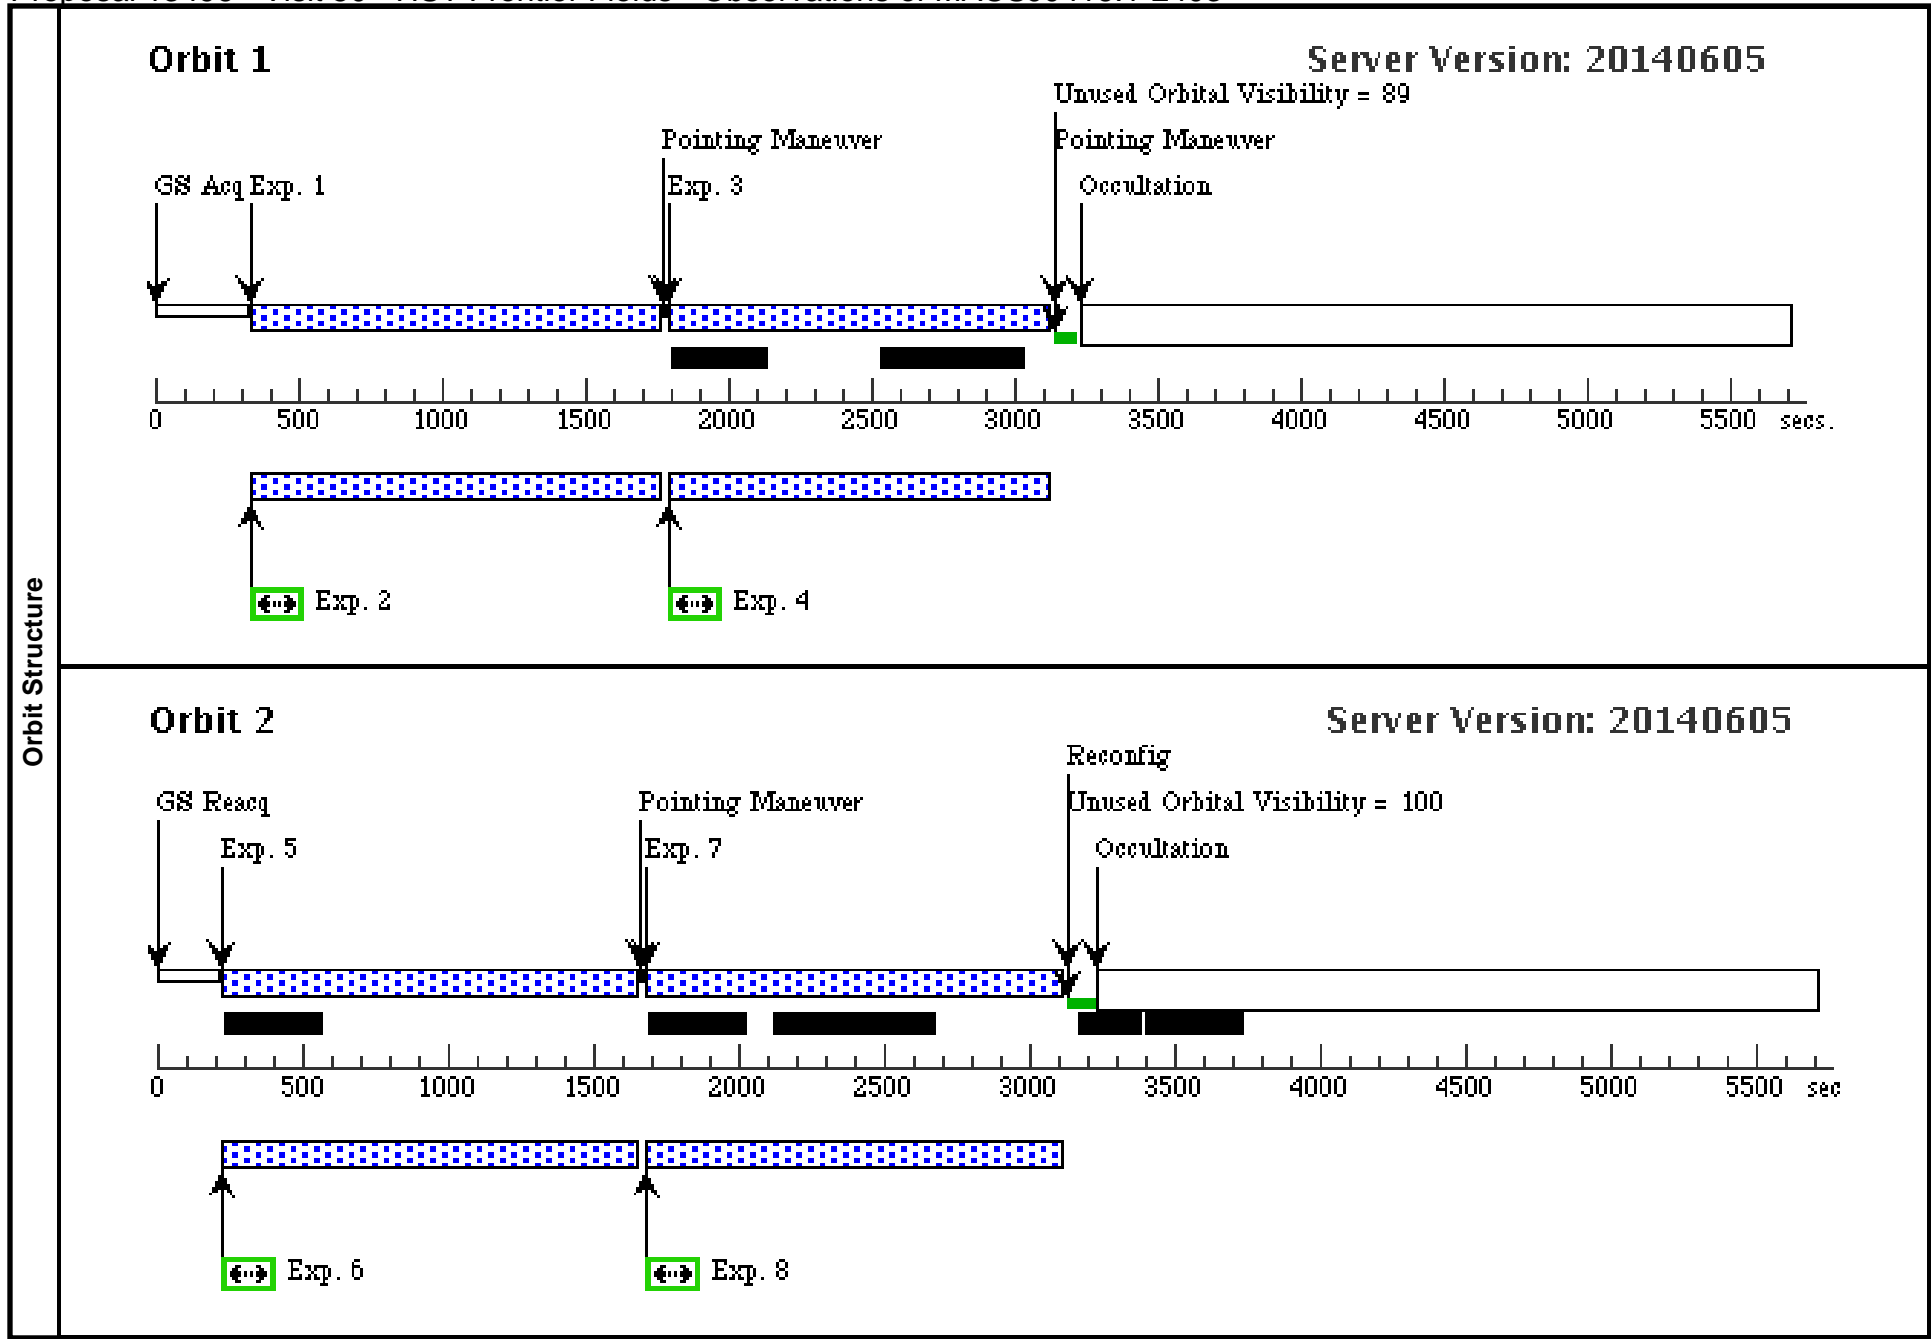 Orbit Structure
Orbit 1
Server Version: 20140605
Unused Orbital Visibility = 89
Pointing Maneuver
Pointing Maneuver
GS Acq
Exp. 1
Exp. 3
Occultation
0 500 1000 1500 2000 2500 3000 3500 4000 4500 5000 5500 secs.
Exp. 2
Exp. 4
Orbit 2
Server Version: 20140605
Reconfig
GS Reacq
Pointing Maneuver
Unused Orbital Visibility = 100
Exp. 5
Exp. 7
Occultation
0 500 1000 1500 2000 2500 3000 3500 4000 4500 5000 5500 sec
Exp. 6
Exp. 8